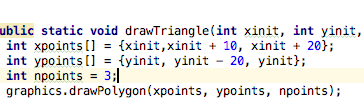 ublic static void drawTriangle(int xinit, int yinit,
int xpoints[] = {xinit,xinit + 10, xinit + 20};
int ypoints[] = {yinit, yinit - 20, yinit};
int npoints = 3;
graphics.drawPolygon(xpoints, ypoints, npoints);